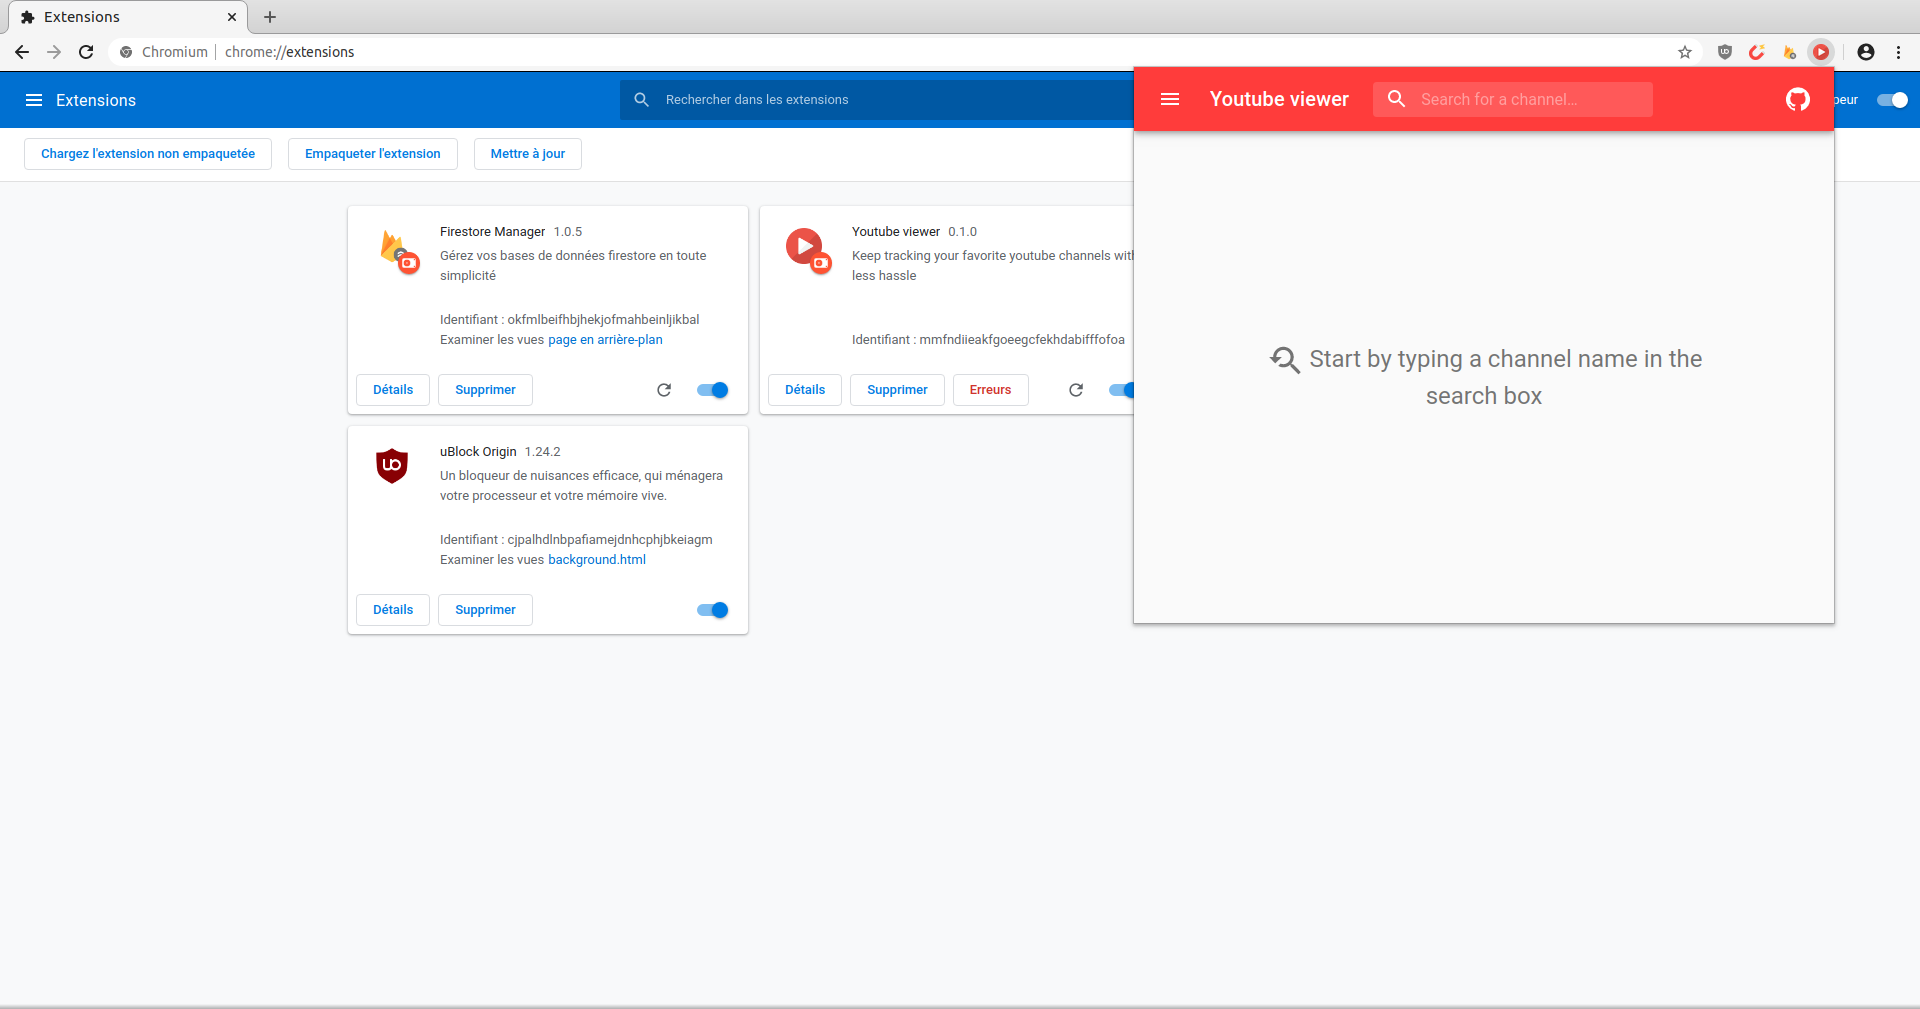 Extensions
Chromium | chrome://extensions
Extensions
Rechercher dans les extensions
Youtube viewer
Search for a channel...
peur
Chargez l'extension non empaquetée
Empaqueter l'extension
Mettre à jour
Firestore Manager 1.0.5
Gérez vos bases de données firestore en toute
simplicité
Identifiant : okfmlbeifhbjhekjofmahbeinljikbal
Examiner les vues page en arrière-plan
Détails
Supprimer
Youtube viewer 0.1.0
Keep tracking your favorite youtube channels with
less hassle
Identifiant : mmfndiieakfgoeegcfekhdabifffofoa
Détails
Supprimer
Erreurs
Start by typing a channel name in the
search box
uBlock Origin 1.24.2
Un bloqueur de nuisances efficace, qui ménagera
votre processeur et votre mémoire vive.
Identifiant : cjpalhdlnbpafiamejdnhcphjbkeiagm
Examiner les vues background.html
Détails
Supprimer